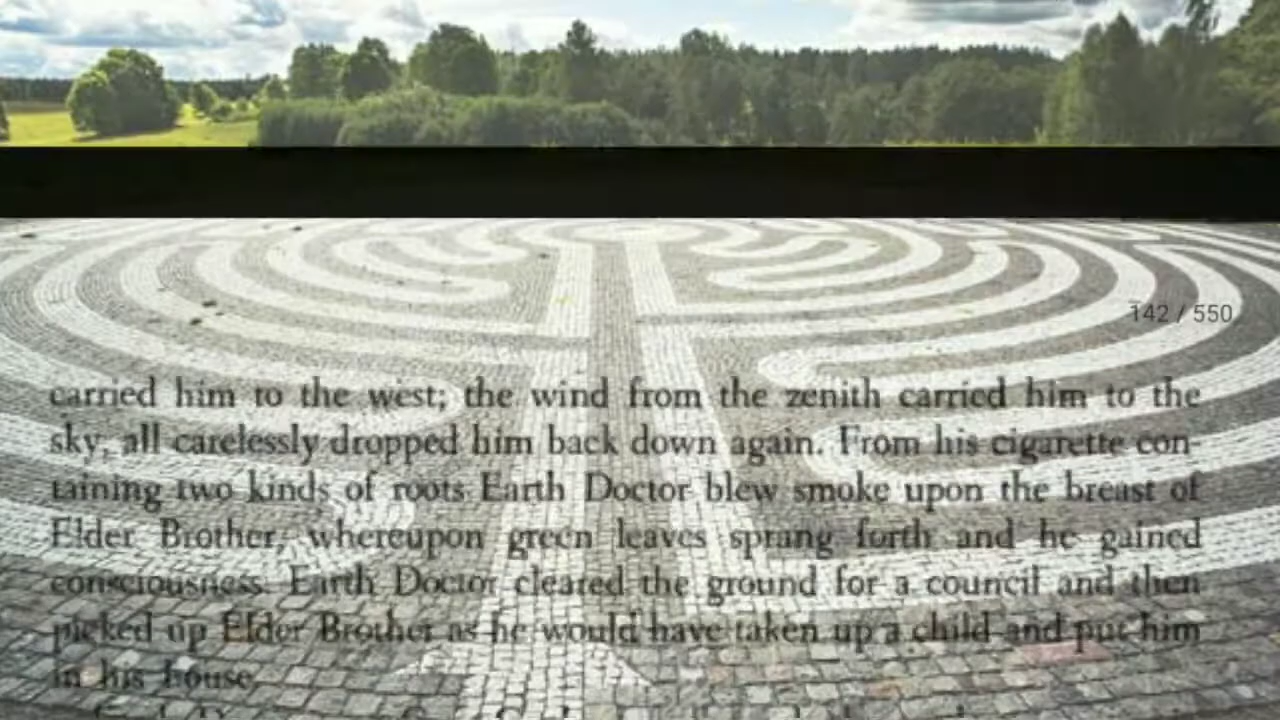 142 / 550
carried him to the west; the wind from the zenith carried him to the
sky, all carelessly dropped him back down again. From his cigarette con-
taining two kinds of roots Earth Doctor blew smoke upon the breast of
Elder Brother, whereupon green leaves sprang forth and he gained
consciousness. Earth Doctor cleared the ground for a council and then
picked up Elder Brother as he would have taken up a child and put him
in his house